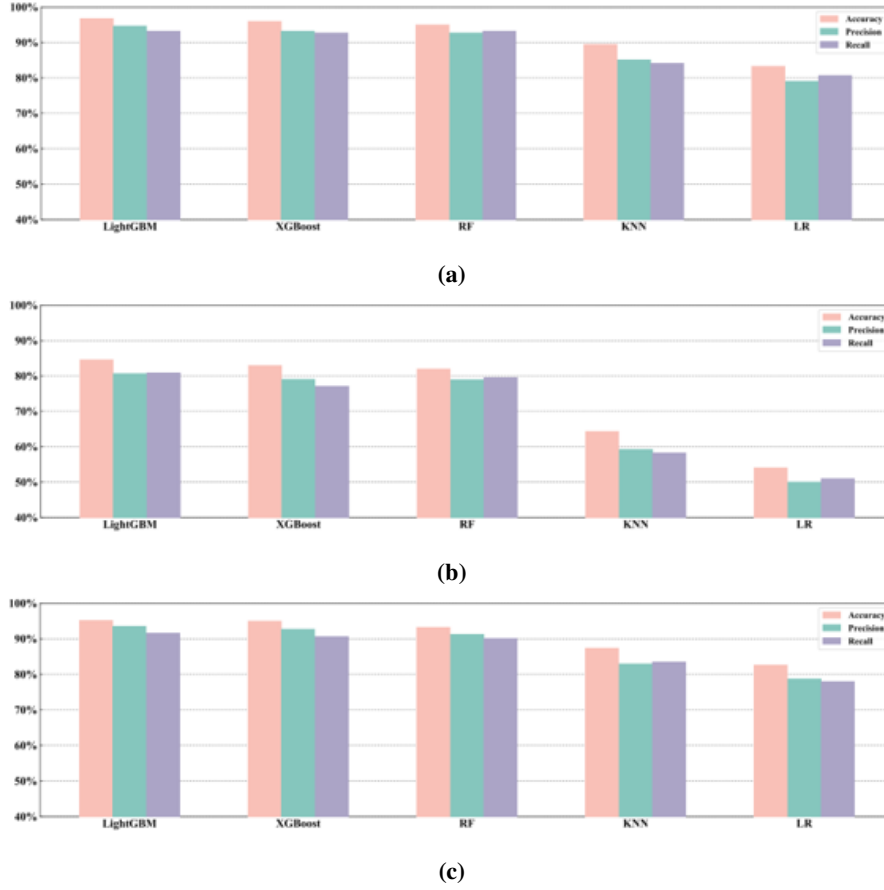 100%
90%
80%
70%
60%
50%
40%
Accuracy
Precision
Recall
LightGBM XGBoost RF KNN LR
(a)
100%
90%
80%
70%
60%
50%
40%
Accuracy
Precision
Recall
LightGBM XGBoost RF KNN LR
(b)
100%
90%
80%
70%
60%
50%
40%
Accuracy
Precision
Recall
LightGBM XGBoost RF KNN LR
(c)